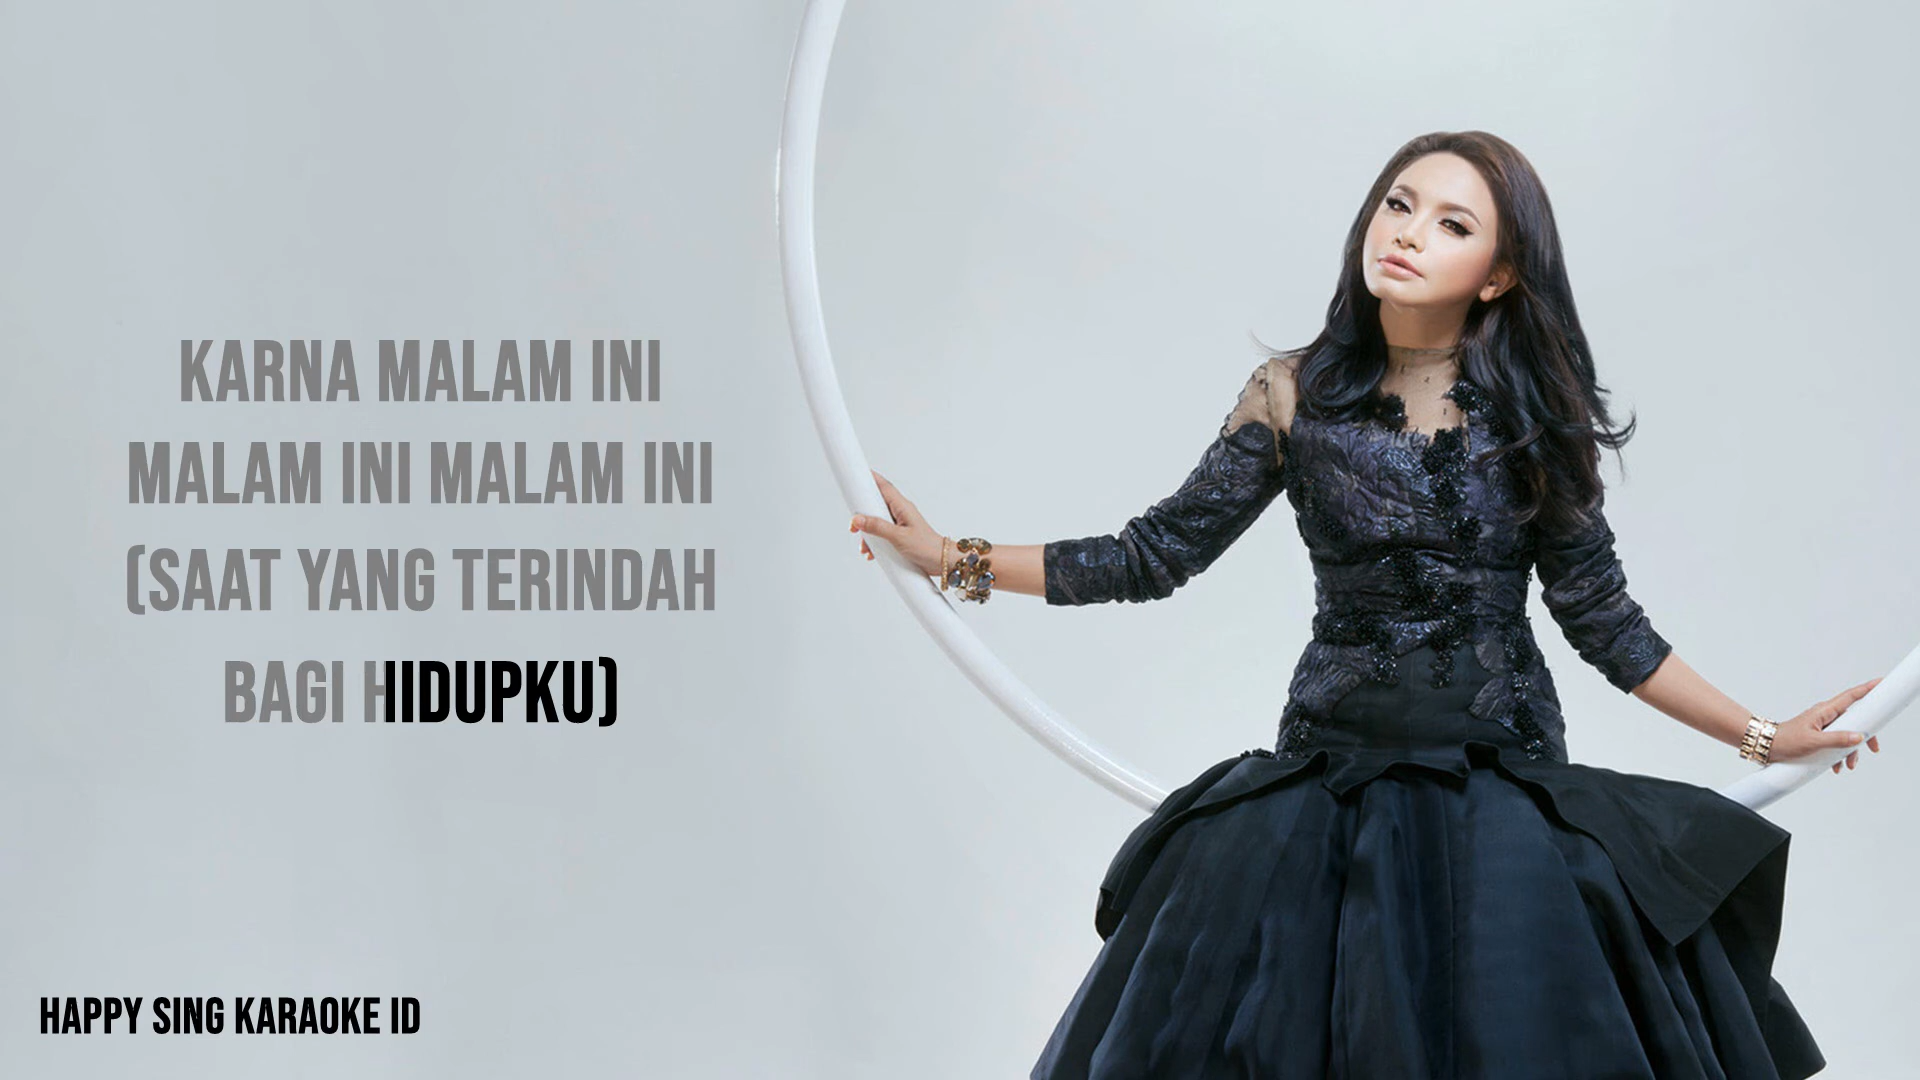 KARNA MALAM INI
MALAM INI MALAM INI
(SAAT YANG TERINDAH
BAGI HIDUPKU)
HAPPY SING KARAOKE ID